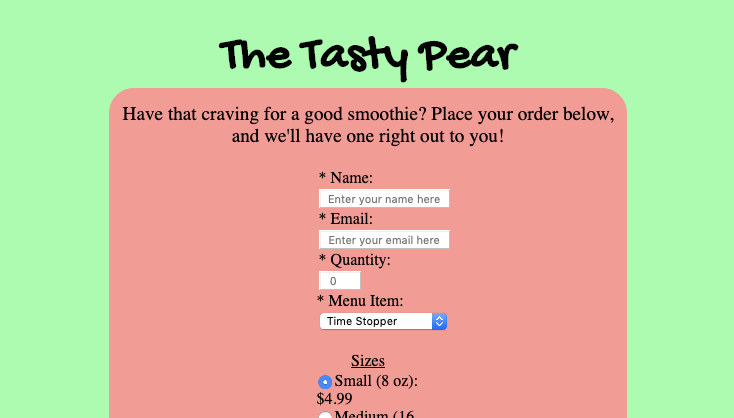 The Tasty Pear
Have that craving for a good smoothie? Place your order below,
and we'll have one right out to you!
* Name:
Enter your name here
* Email:
Enter your email here
* Quantity:
0
* Menu Item:
Time Stopper
Sizes
Small (8 oz):
$4.99
Medium (16